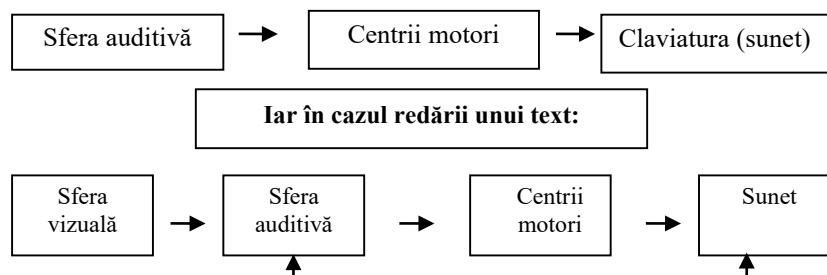 Sfera auditivă
Centrii motori
Claviatura (sunet)
Iar în cazul redării unui text:
Sfera
vizuală
Sfera
auditivă
Centrii
motori
Sunet